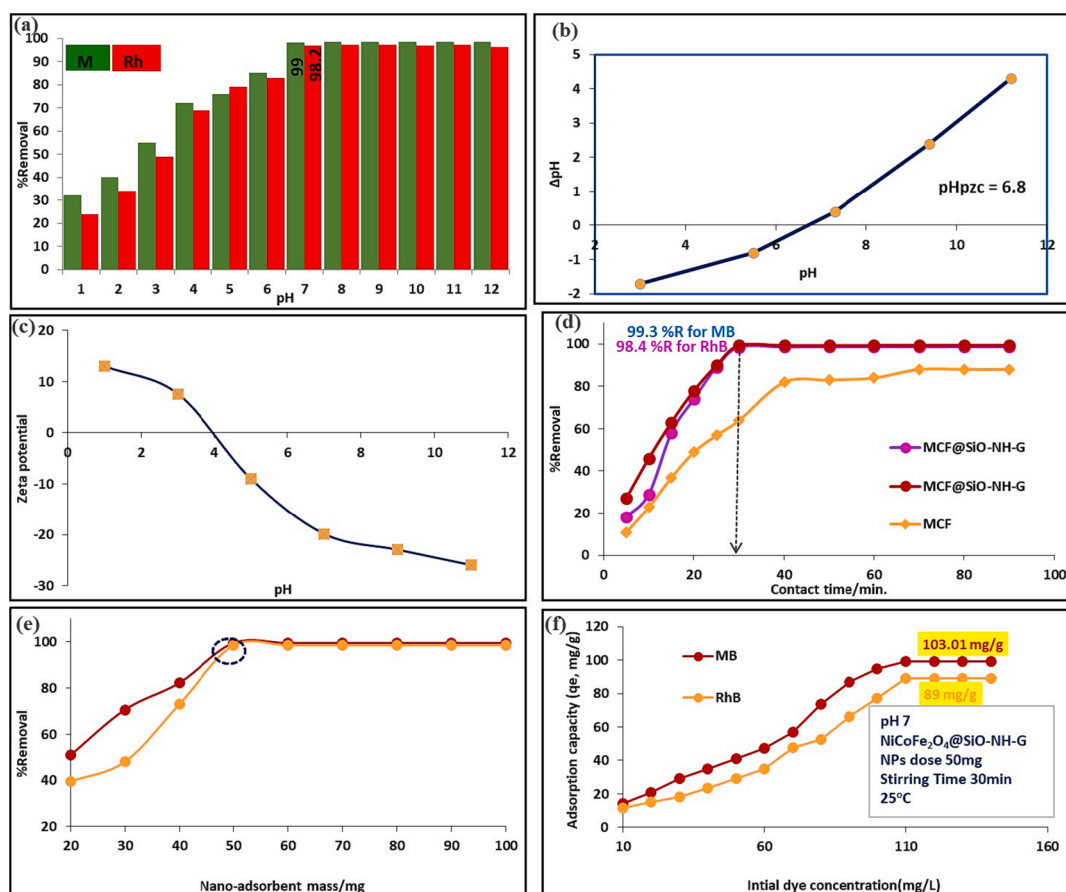 (a)
100
90
80
70
60
50
40
30
20
10
0
%Removal
M Rh
99
98.2
1 2 3 4 5 6 7 8 9 10 11 12
pH
(b)
5
4
3
2
1
0
-1
-2
ΔpH
2 4 6 8 10 12
pH
pHpzc = 6.8
(c)
20
10
0
-10
-20
-30
Zeta potential
0 2 4 6 8 10 12
pH
(d)
99.3 %R for MB
98.4 %R for RhB
100
80
60
40
20
0
%Removal
MCF@SiO-NH-G
MCF@SiO-NH-G
MCF
0 20 40 60 80 100
Contact time/min.
(e)
100
80
60
40
20
%Removal
20 30 40 50 60 70 80 90 100
Nano-adsorbent mass/mg
(f)
120
100
80
60
40
20
0
Adsorption capacity (qe, mg/g)
MB
RhB
103.01 mg/g
89 mg/g
pH 7
NiCoFe₂O₄@SiO-NH-G
NPs dose 50mg
Stirring Time 30min
25°C
10 60 110 160
Intial dye concentration(mg/L)